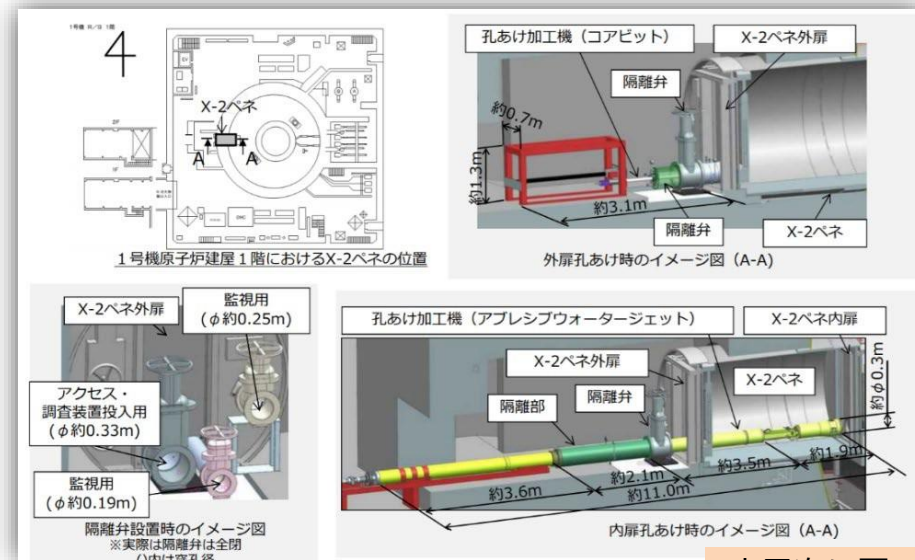 1号機 R/B 1階
4
X-2ペネ
A A
1号機原子炉建屋1階におけるX-2ペネの位置
孔あけ加工機（コアビット）
X-2ペネ外扉
隔離弁
約0.7m
約1.3m
約3.1m
隔離弁
X-2ペネ
外扉孔あけ時のイメージ図（A-A）
監視用
（φ約0.25m）
X-2ペネ外扉
アクセス・
調査装置投入用
（φ約0.33m）
監視用
（φ約0.19m）
隔離弁設置時のイメージ図
※実際は隔離弁は全閉
()内は穿孔径
孔あけ加工機（アブレシブウォータージェット）
X-2ペネ内扉
X-2ペネ外扉
隔離弁
X-2ペネ
隔離部
約φ0.3m
約3.6m
約2.1m
約3.5m
約1.9m
約11.0m
内扉孔あけ時のイメージ図（A-A）